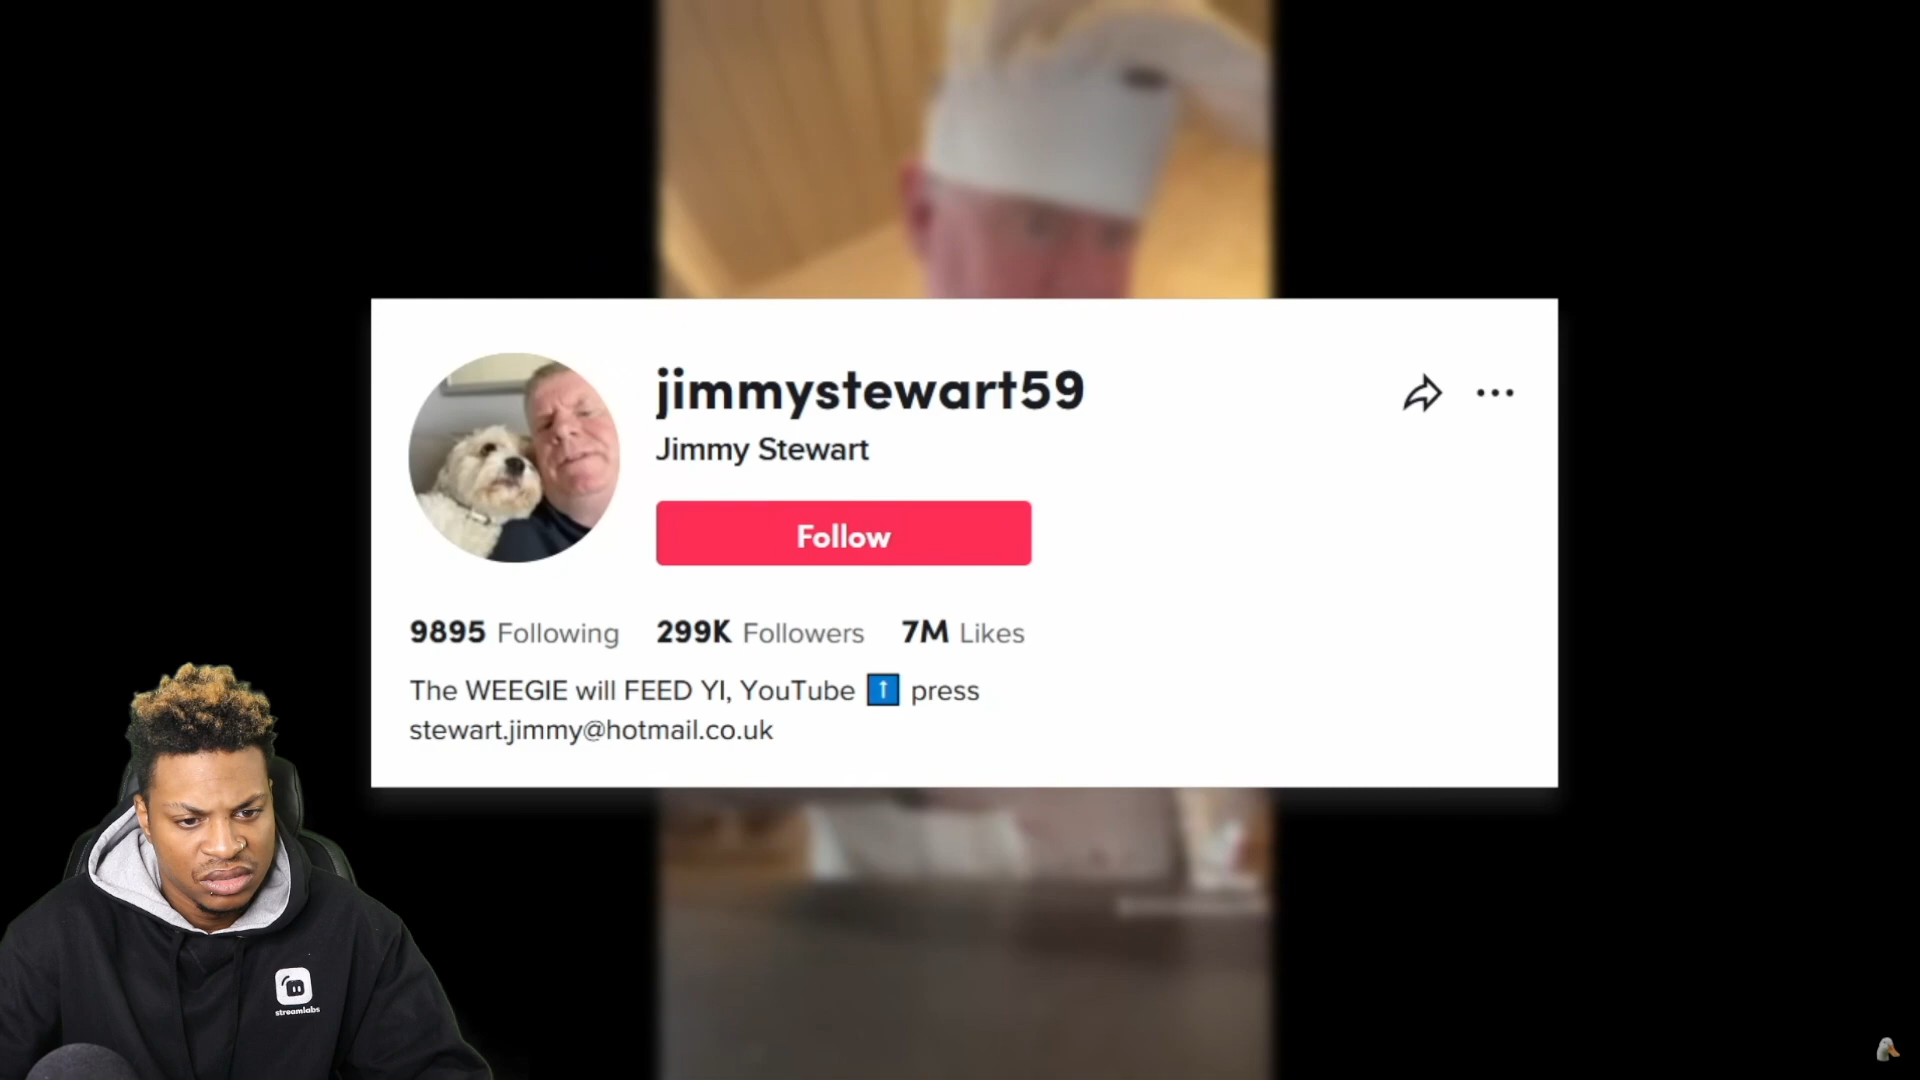 jimmystewart59
Jimmy Stewart
Follow
9895 Following 299K Followers 7M Likes
The WEEGIE will FEED YI, YouTube ⬆️ press
stewart.jimmy@hotmail.co.uk
streamlabs